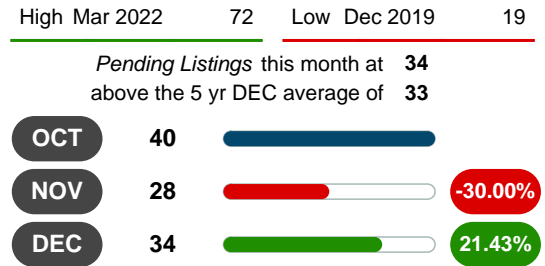 High Mar 2022 72 Low Dec 2019 19
Pending Listings this month at 34
above the 5 yr DEC average of 33
OCT 40
NOV 28 -30.00%
DEC 34 21.43%